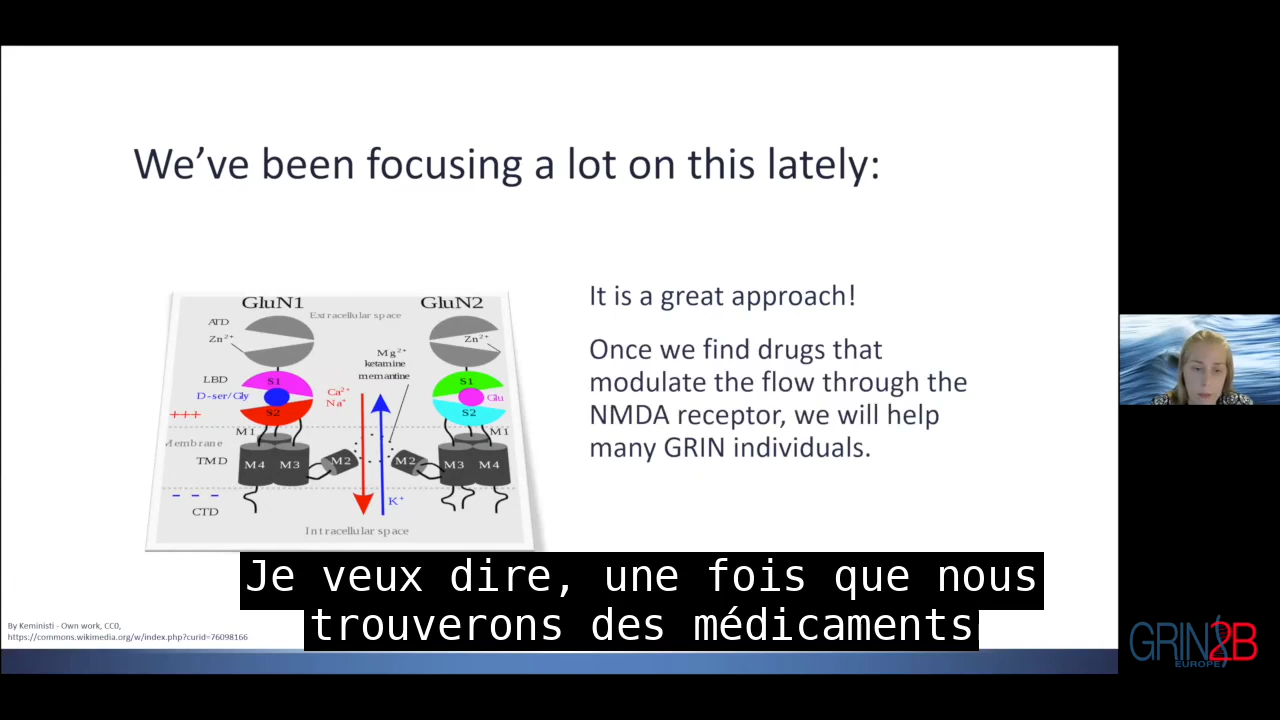 We've been focusing a lot on this lately:
It is a great approach!
Once we find drugs that
modulate the flow through the
NMDA receptor, we will help
many GRIN individuals.
GluN1
GluN2
Extracellular space
ATD
Zn²⁺
Zn²⁺
Mg²⁺
ketamine
memantine
LBD
S1
S1
D-ser/Gly
Ca²⁺
Na⁺
Glu
S2
S2
+++
M1
M1
Membrane
TMD
M4
M3
M2
M2
M3
M4
- - -
K⁺
CTD
Intracellular space
Je veux dire, une fois que nous
trouverons des médicaments
By Keministi - Own work, CC0,
https://commons.wikimedia.org/w/index.php?curid=76098166
GRIN2B
EUROPE